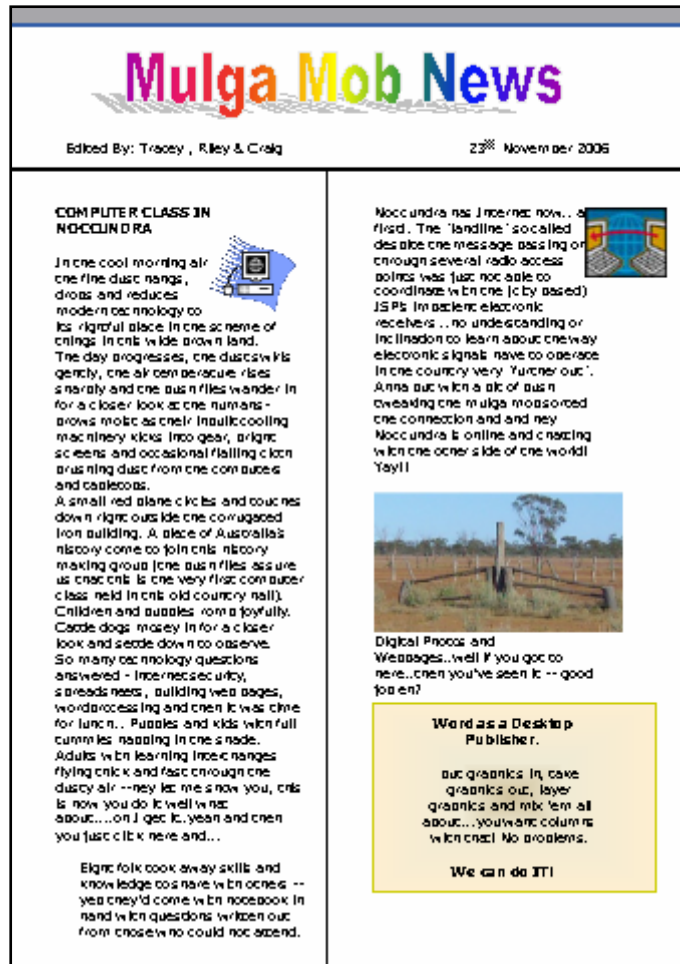 Mulga Mob News
Edited By: Tracey , Riley & Craig
23rd November 2006
COMPUTER CLASS IN
NOCCUNDRA
In the cool morning air
the fine dust hangs,
drops and reduces
modern technology to
its rightful place in the scheme of
things in this wide brown land.
The day progresses, the dust swirls
gently, the air temperature rises
sharply and the bush flies wander in
for a closer look at the humans-
brows moist as their inbuilt cooling
machinery kicks into gear, bright
screens and occasional flailing cloth
brushing dust from the computers
and tabletops.
A small red plane circles and touches
down right outside the corrugated
iron building. A piece of Australia's
history come to join this history
making group (the bush flies assure
us that this is the very first computer
class held in this old country hall).
Children and puppies romp joyfully.
Cattle dogs mosey in for a closer
look and settle down to observe.
So many technology questions
answered - internet security,
spreadsheets, building web pages,
wordprocessing and then it was time
for lunch.. Puppies and kids with full
tummies napping in the shade.
Adults with learning interchanges
flying thick and fast through the
dusty air --hey let me show you, this
is how you do it well what
about....oh I get it..yeah and then
you just click here and...
Eight folk took away skills and
knowledge to share with others --
yep they'd come with notebook in
hand with questions written out
from those who could not attend.
Noccundra has Internet now.. a
first!. The 'landline' so called
despite the message passing on
through several radio access
points was just not able to
coordinate with the (city based)
ISP's impatient electronic
receivers ...no understanding or
inclination to learn about the way
electronic signals have to operate
in the country very 'further out'.
Anna but with a bit of bush
tweaking the mulga mob sorted
the connection and and hey
Noccundra is online and chatting
with the other side of the world!
Yay!!
Digital Photos and
Webpages..well if you got to
here..then you've seen it -- good
job eh?
Word as a Desktop
Publisher.
put graphics in, take
graphics out, layer
graphics and mix 'em all
about....you want columns
with that! No problems.
We can do IT!